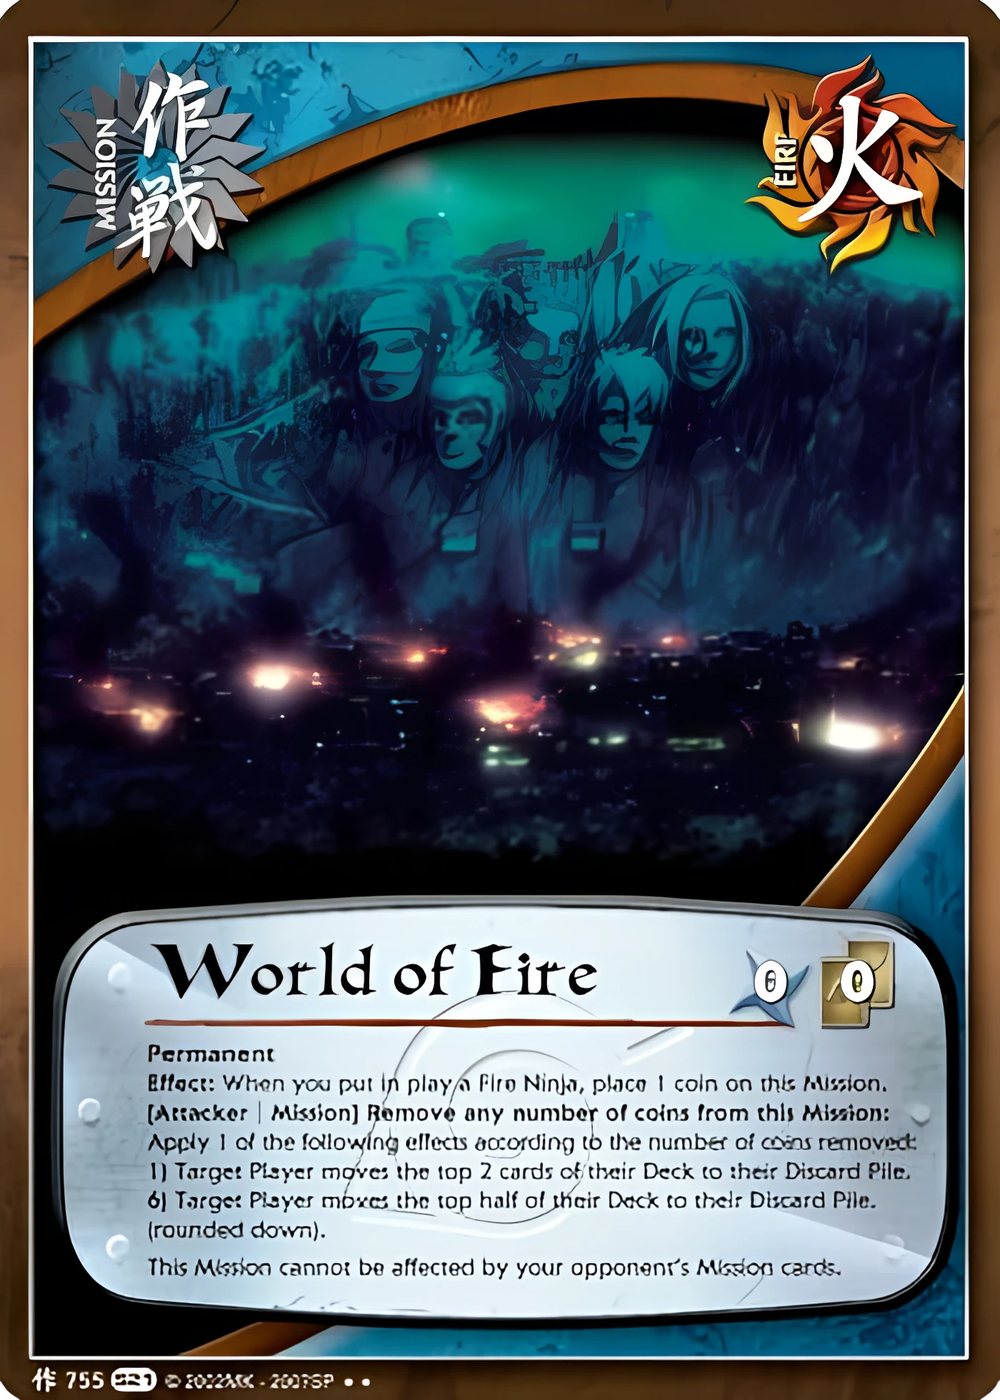 作戦
MISSION
火
FIRE
World of Fire
0
0
Permanent
Effect: When you put in play a Fire Ninja, place 1 coin on this Mission.
[Attacker | Mission] Remove any number of coins from this Mission:
Apply 1 of the following effects according to the number of coins removed:
1) Target Player moves the top 2 cards of their Deck to their Discard Pile.
6) Target Player moves the top half of their Deck to their Discard Pile.
(rounded down).
This Mission cannot be affected by your opponent's Mission cards.
作 755